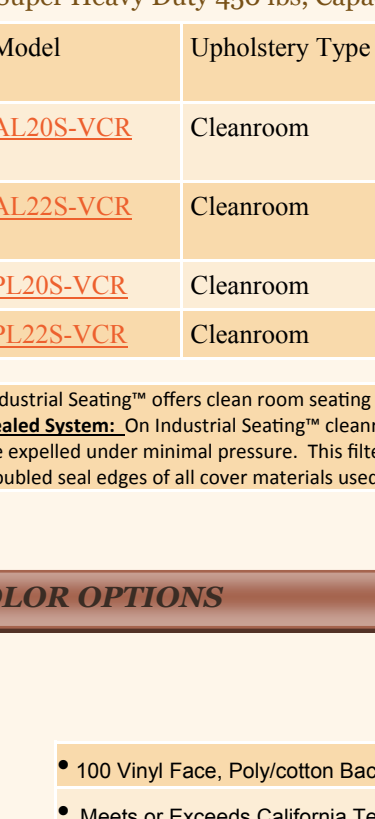 Super Heavy Duty 450 lbs, Capa
Model Upholstery Type
AL20S-VCR Cleanroom
AL22S-VCR Cleanroom
PL20S-VCR Cleanroom
PL22S-VCR Cleanroom
dustrial Seating™ offers clean room seating
ealed System: On Industrial Seating™ cleanr
e expelled under minimal pressure. This filte
oubled seal edges of all cover materials used
OLOR OPTIONS
• 100 Vinyl Face, Poly/cotton Bac
• Meets or Exceeds California Te